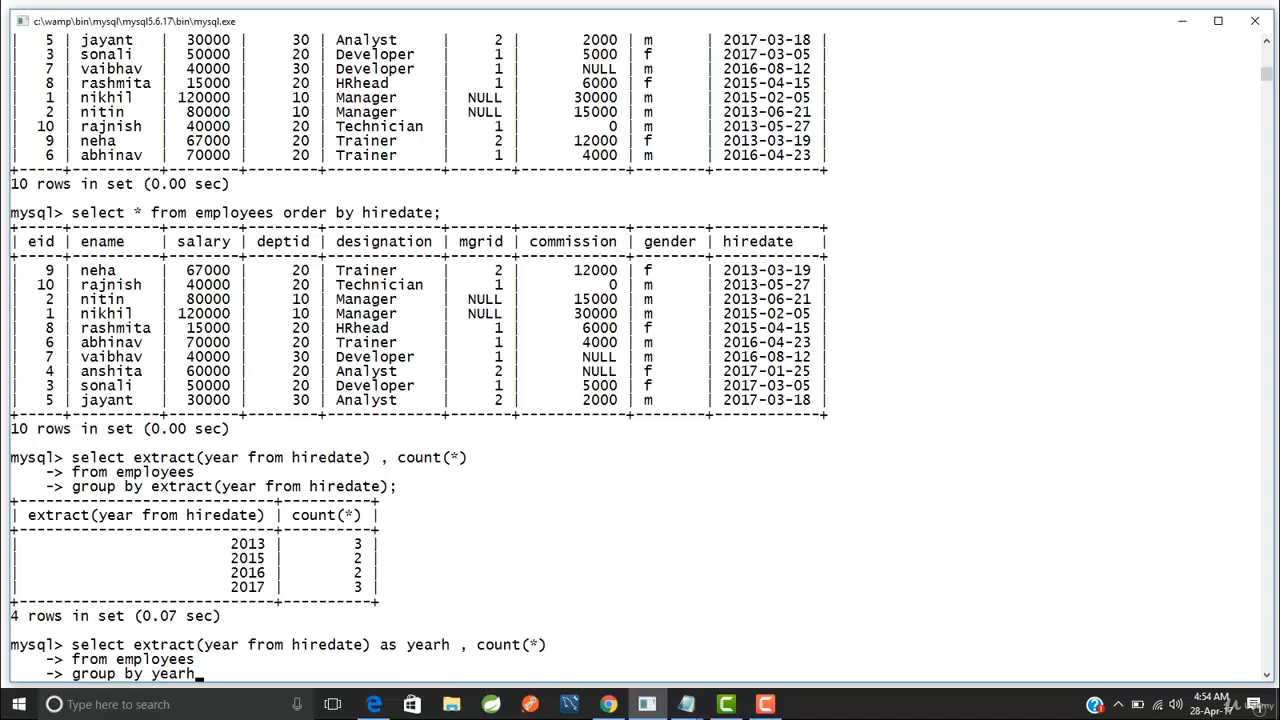 c:\wamp\bin\mysql\mysql5.6.17\bin\mysql.exe
|   5 | jayant   |  30000 |     30 | Analyst     |     2 |       2000 | m      | 2017-03-18 |
|   3 | sonali   |  50000 |     20 | Developer   |     1 |       5000 | f      | 2017-03-05 |
|   7 | vaibhav  |  40000 |     30 | Developer   |     1 |       NULL | m      | 2016-08-12 |
|   8 | rashmita |  15000 |     20 | HRhead      |     1 |       6000 | f      | 2015-04-15 |
|   1 | nikhil   | 120000 |     10 | Manager     |  NULL |      30000 | m      | 2015-02-05 |
|   2 | nitin    |  80000 |     10 | Manager     |  NULL |      15000 | m      | 2013-06-21 |
|  10 | rajnish  |  40000 |     20 | Technician  |     1 |          0 | m      | 2013-05-27 |
|   9 | neha     |  67000 |     20 | Trainer     |     2 |      12000 | f      | 2013-03-19 |
|   6 | abhinav  |  70000 |     20 | Trainer     |     1 |       4000 | m      | 2016-04-23 |
+-----+----------+--------+--------+-------------+-------+------------+--------+------------+
10 rows in set (0.00 sec)
mysql> select * from employees order by hiredate;
+-----+----------+--------+--------+-------------+-------+------------+--------+------------+
| eid | ename    | salary | deptid | designation | mgrid | commission | gender | hiredate   |
+-----+----------+--------+--------+-------------+-------+------------+--------+------------+
|   9 | neha     |  67000 |     20 | Trainer     |     2 |      12000 | f      | 2013-03-19 |
|  10 | rajnish  |  40000 |     20 | Technician  |     1 |          0 | m      | 2013-05-27 |
|   2 | nitin    |  80000 |     10 | Manager     |  NULL |      15000 | m      | 2013-06-21 |
|   1 | nikhil   | 120000 |     10 | Manager     |  NULL |      30000 | m      | 2015-02-05 |
|   8 | rashmita |  15000 |     20 | HRhead      |     1 |       6000 | f      | 2015-04-15 |
|   6 | abhinav  |  70000 |     20 | Trainer     |     1 |       4000 | m      | 2016-04-23 |
|   7 | vaibhav  |  40000 |     30 | Developer   |     1 |       NULL | m      | 2016-08-12 |
|   4 | anshita  |  60000 |     20 | Analyst     |     2 |       NULL | f      | 2017-01-25 |
|   3 | sonali   |  50000 |     20 | Developer   |     1 |       5000 | f      | 2017-03-05 |
|   5 | jayant   |  30000 |     30 | Analyst     |     2 |       2000 | m      | 2017-03-18 |
+-----+----------+--------+--------+-------------+-------+------------+--------+------------+
10 rows in set (0.00 sec)
mysql> select extract(year from hiredate) , count(*)
    -> from employees
    -> group by extract(year from hiredate);
+-----------------------------+----------+
| extract(year from hiredate) | count(*) |
+-----------------------------+----------+
|                        2013 |        3 |
|                        2015 |        2 |
|                        2016 |        2 |
|                        2017 |        3 |
+-----------------------------+----------+
4 rows in set (0.07 sec)
mysql> select extract(year from hiredate) as yearh , count(*)
    -> from employees
    -> group by yearh_
Type here to search
4:54 AM
28-Apr-1